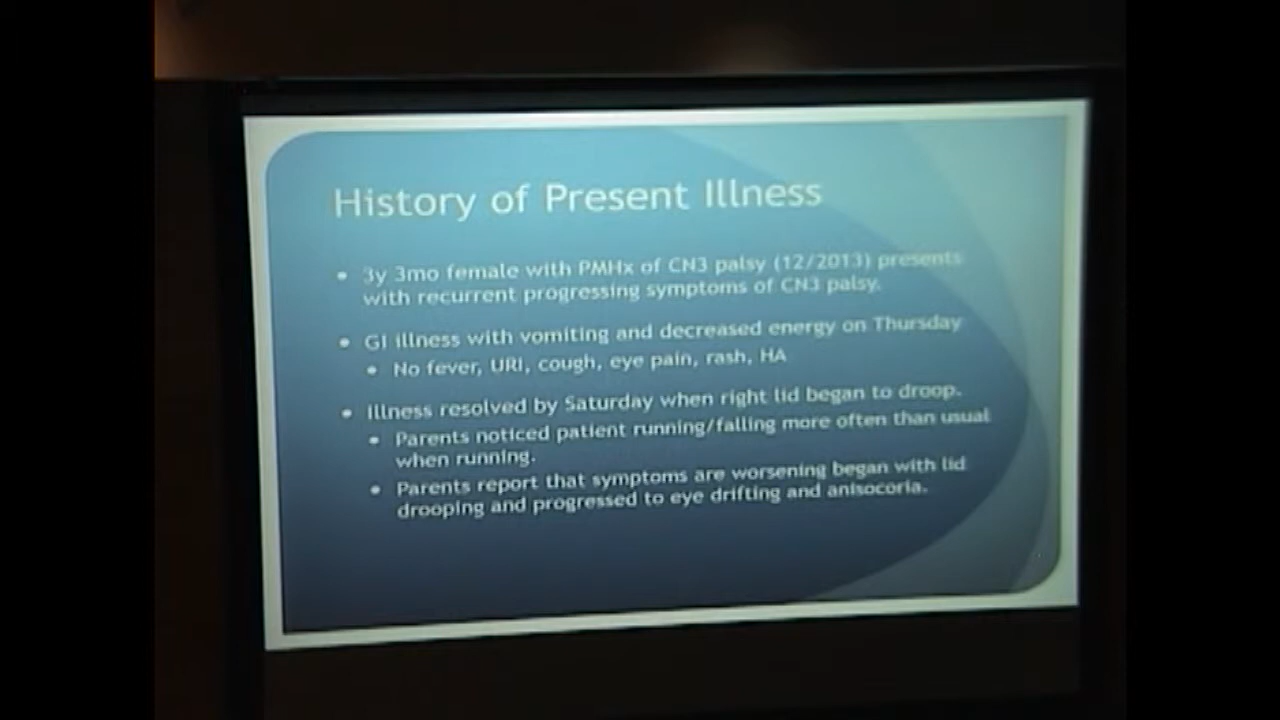 History of Present Illness
• 3y 3mo female with PMHx of CN3 palsy (12/2013) presents
with recurrent progressing symptoms of CN3 palsy.
• GI illness with vomiting and decreased energy on Thursday
• No fever, URI, cough, eye pain, rash, HA
• Illness resolved by Saturday when right lid began to droop.
• Parents noticed patient running/falling more often than usual
when running.
• Parents report that symptoms are worsening began with lid
drooping and progressed to eye drifting and anisocoria.